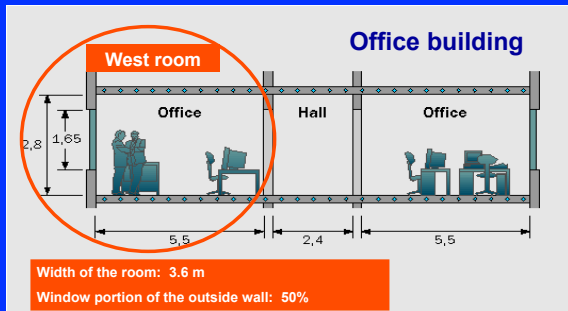 Office building
West room
Office
Hall
Office
2,8
1,65
5,5
2,4
5,5
Width of the room: 3.6 m
Window portion of the outside wall: 50%